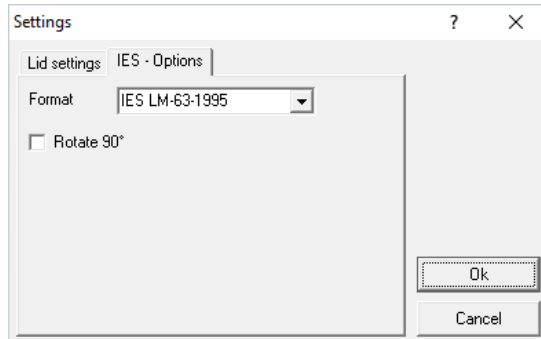 Settings ? ×
Lid settings IES - Options
Format IES LM-63-1995
Rotate 90°
Ok
Cancel